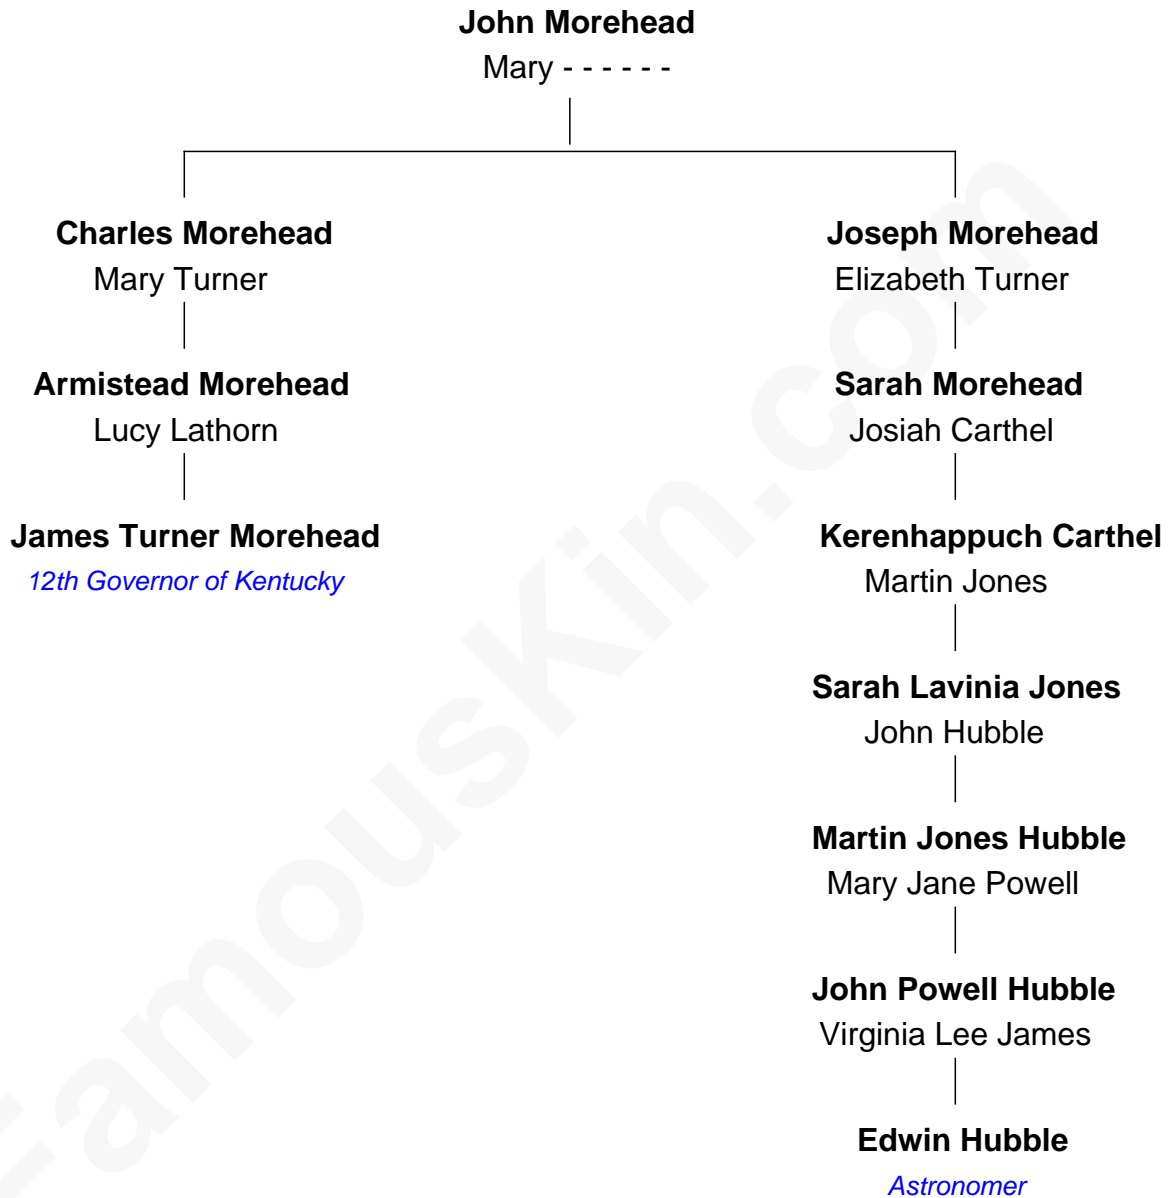 John Morehead
Mary - - - - - -
Charles Morehead
Mary Turner
Armistead Morehead
Lucy Lathorn
James Turner Morehead
12th Governor of Kentucky
Joseph Morehead
Elizabeth Turner
Sarah Morehead
Josiah Carthel
Kerenhappuch Carthel
Martin Jones
Sarah Lavinia Jones
John Hubble
Martin Jones Hubble
Mary Jane Powell
John Powell Hubble
Virginia Lee James
Edwin Hubble
Astronomer
FamousKin.com